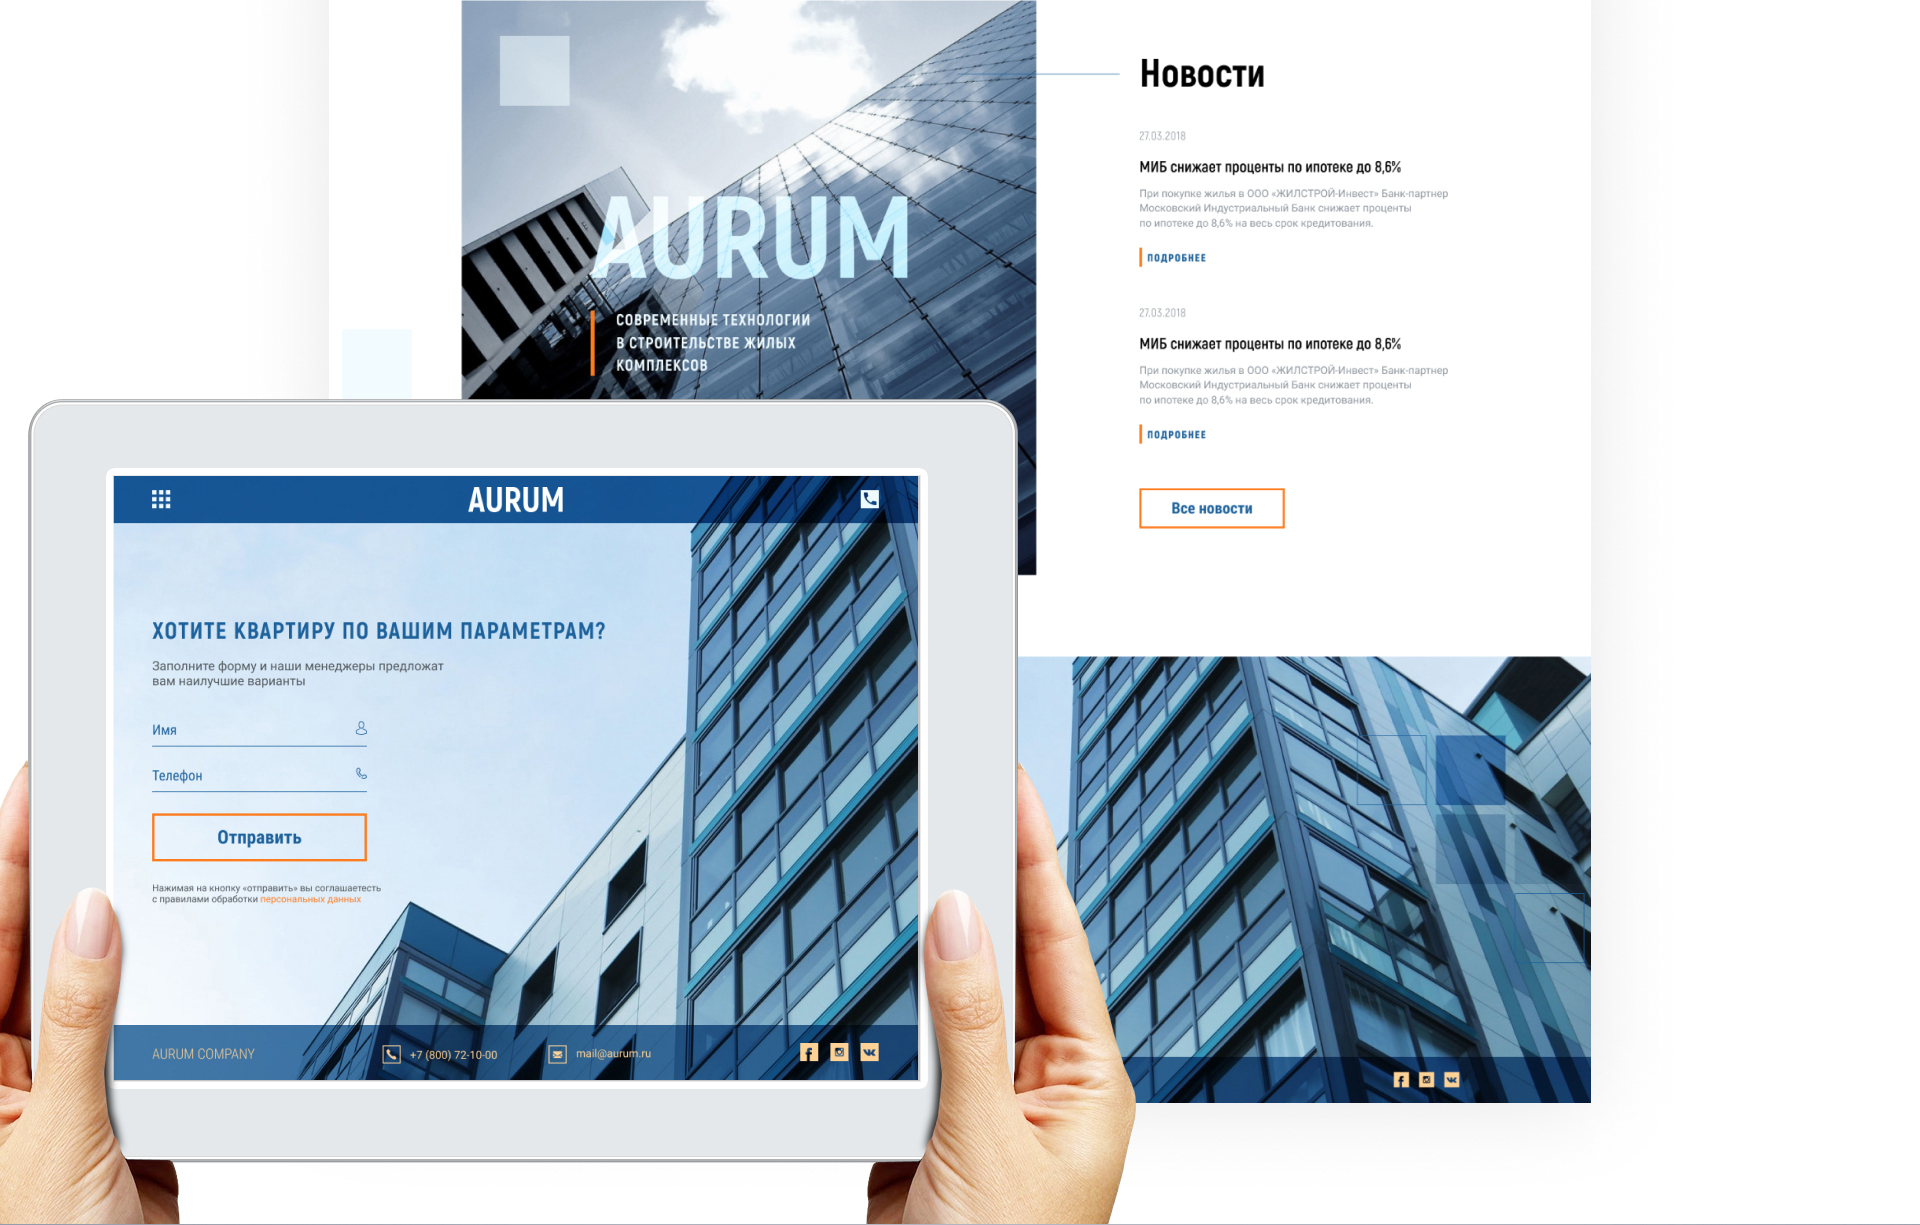 AURUM
СОВРЕМЕННЫЕ ТЕХНОЛОГИИ
В СТРОИТЕЛЬСТВЕ ЖИЛЫХ
КОМПЛЕКСОВ
Новости
27.03.2018
МИБ снижает проценты по ипотеке до 8,6%
При покупке жилья в ООО «ЖИЛСТРОЙ-Инвест» Банк-партнер
Московский Индустриальный Банк снижает проценты
по ипотеке до 8,6% на весь срок кредитования.
ПОДРОБНЕЕ
27.03.2018
МИБ снижает проценты по ипотеке до 8,6%
При покупке жилья в ООО «ЖИЛСТРОЙ-Инвест» Банк-партнер
Московский Индустриальный Банк снижает проценты
по ипотеке до 8,6% на весь срок кредитования.
ПОДРОБНЕЕ
Все новости
AURUM
ХОТИТЕ КВАРТИРУ ПО ВАШИМ ПАРАМЕТРАМ?
Заполните форму и наши менеджеры предложат
вам наилучшие варианты
Имя
Телефон
Отправить
Нажимая на кнопку «отправить» вы соглашаетесть
с правилами обработки персональных данных
AURUM COMPANY
+7 (800) 72-10-00
mail@aurum.ru